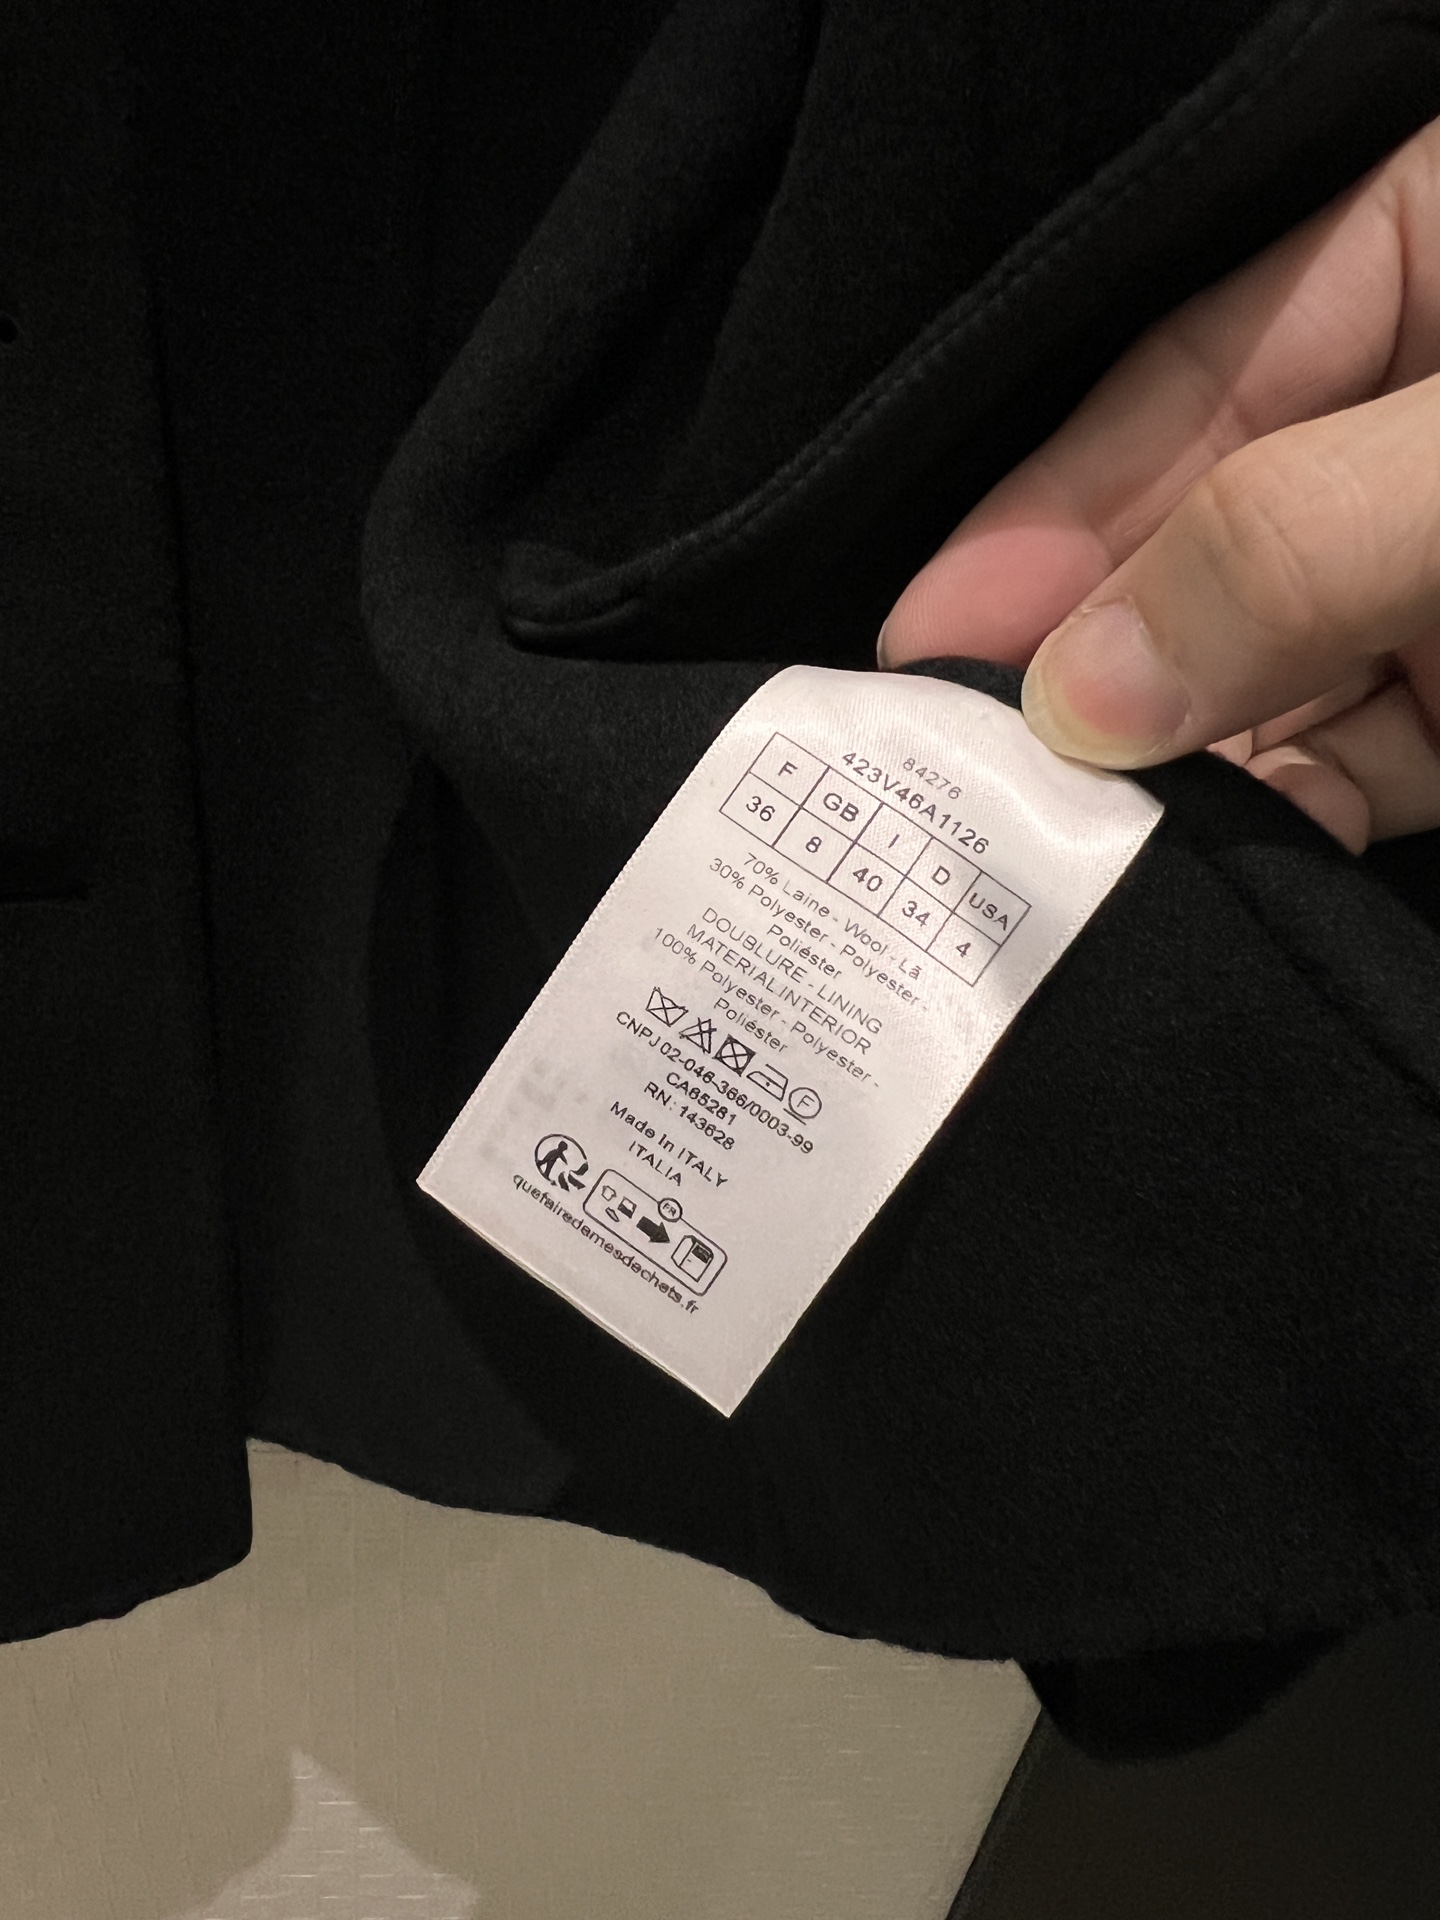 84276
423V46A1126
F GB I D USA
36 8 40 34 4
70% Laine - Wool - Lã
30% Polyester - Polyester -
Poliéster
DOUBLURE - LINING
MATERIAL INTERIOR
100% Polyester - Polyester -
Poliéster
F
CNPJ 02-046-366/0003-99
CA65281
RN: 143628
Made In ITALY
ITALIA
FR
quefairedemesdechets.fr